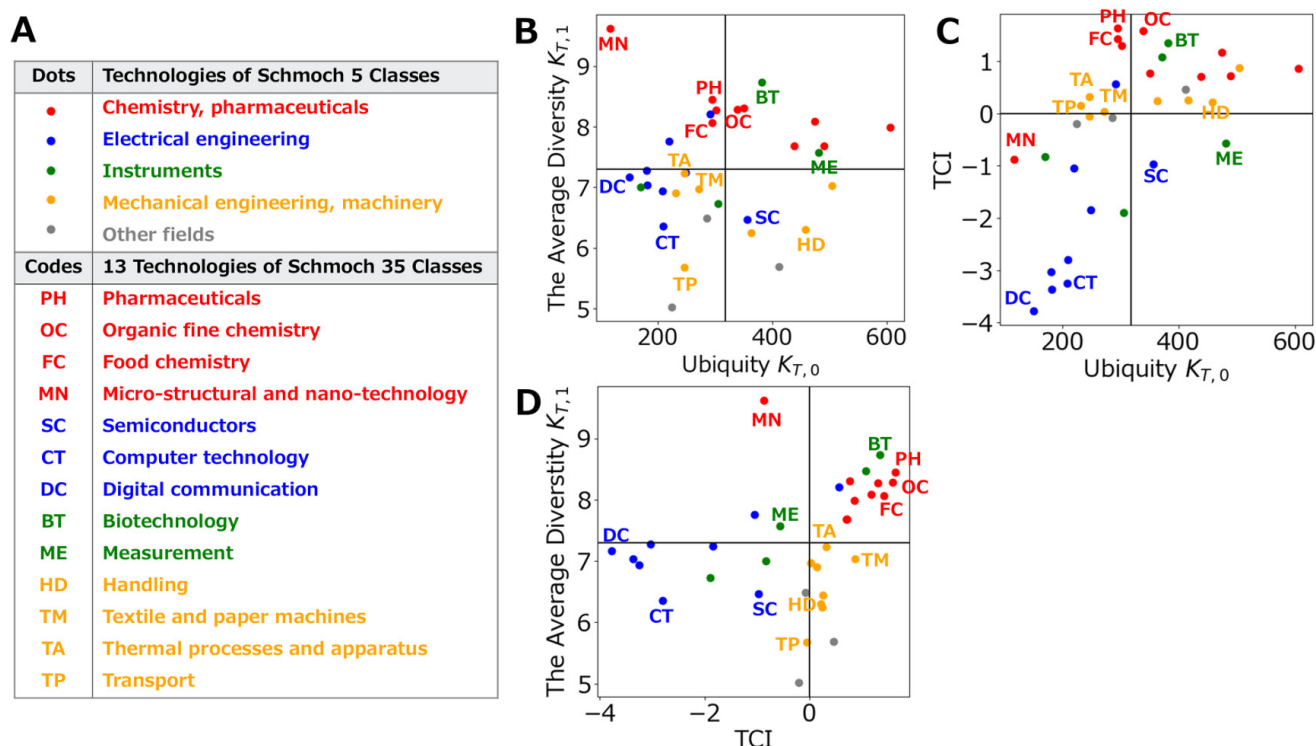 A
Dots Technologies of Schmoch 5 Classes
Chemistry, pharmaceuticals
Electrical engineering
Instruments
Mechanical engineering, machinery
Other fields
Codes 13 Technologies of Schmoch 35 Classes
PH Pharmaceuticals
OC Organic fine chemistry
FC Food chemistry
MN Micro-structural and nano-technology
SC Semiconductors
CT Computer technology
DC Digital communication
BT Biotechnology
ME Measurement
HD Handling
TM Textile and paper machines
TA Thermal processes and apparatus
TP Transport
B
The Average Diversity K_{T,1}
9
8
7
6
5
MN
PH
BT
FC
OC
TA
ME
DC
TM
CT
SC
HD
TP
200 400 600
Ubiquity K_{T,0}
C
TCI
1
0
−1
−2
−3
−4
PH
OC
FC
BT
TA
TM
TP
HD
MN
ME
SC
CT
DC
200 400 600
Ubiquity K_{T,0}
D
The Average Diverstity K_{T,1}
9
8
7
6
5
MN
BT
PH
OC
FC
ME
TA
DC
TM
CT
SC
HD
TP
−4 −2 0
TCI